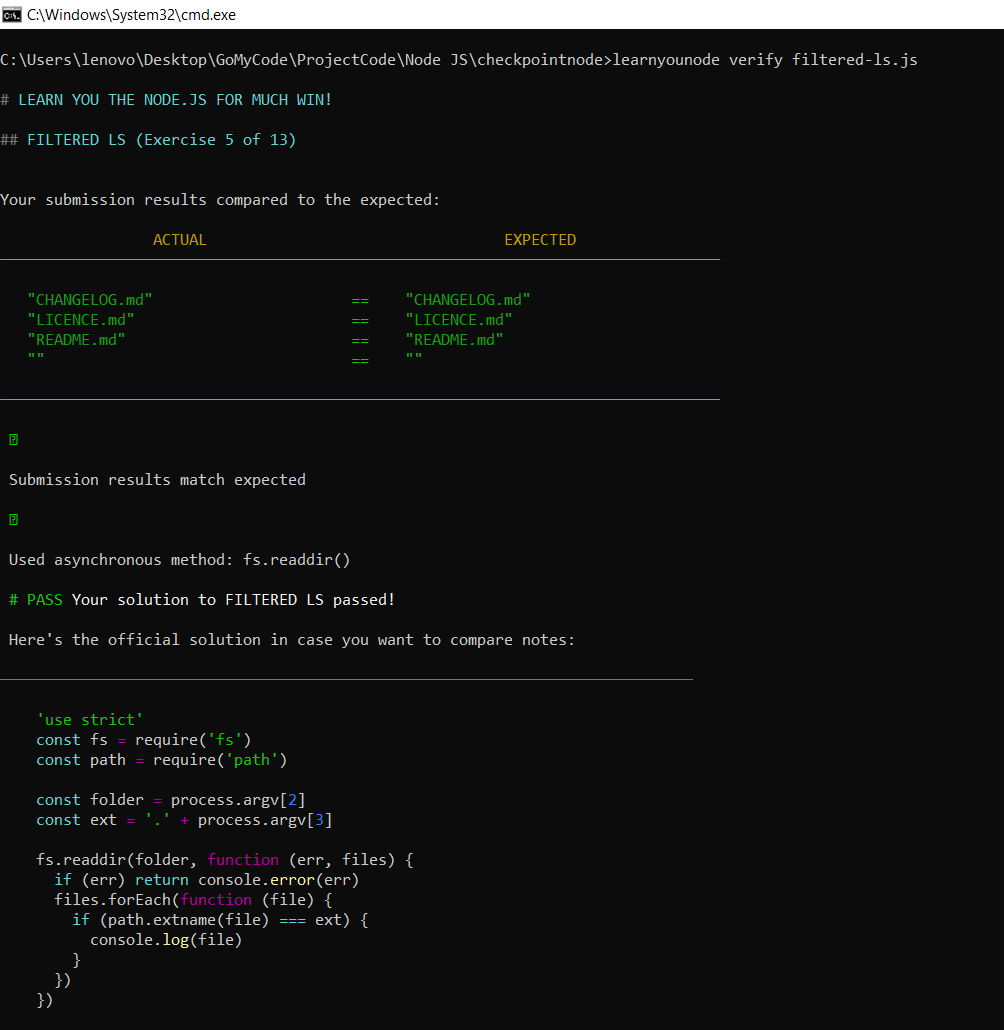 C:\Windows\System32\cmd.exe
C:\Users\lenovo\Desktop\GoMyCode\ProjectCode\Node JS\checkpointnode>learnyounode verify filtered-ls.js
# LEARN YOU THE NODE.JS FOR MUCH WIN!
## FILTERED LS (Exercise 5 of 13)
Your submission results compared to the expected:
ACTUAL EXPECTED
"CHANGELOG.md" == "CHANGELOG.md"
"LICENCE.md" == "LICENCE.md"
"README.md" == "README.md"
"" == ""
Submission results match expected
Used asynchronous method: fs.readdir()
# PASS Your solution to FILTERED LS passed!
Here's the official solution in case you want to compare notes:
'use strict'
const fs = require('fs')
const path = require('path')
const folder = process.argv[2]
const ext = '.' + process.argv[3]
fs.readdir(folder, function (err, files) {
if (err) return console.error(err)
files.forEach(function (file) {
if (path.extname(file) === ext) {
console.log(file)
}
})
})